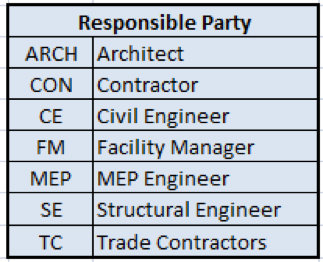 Responsible Party
ARCH Architect
CON Contractor
CE Civil Engineer
FM Facility Manager
MEP MEP Engineer
SE Structural Engineer
TC Trade Contractors